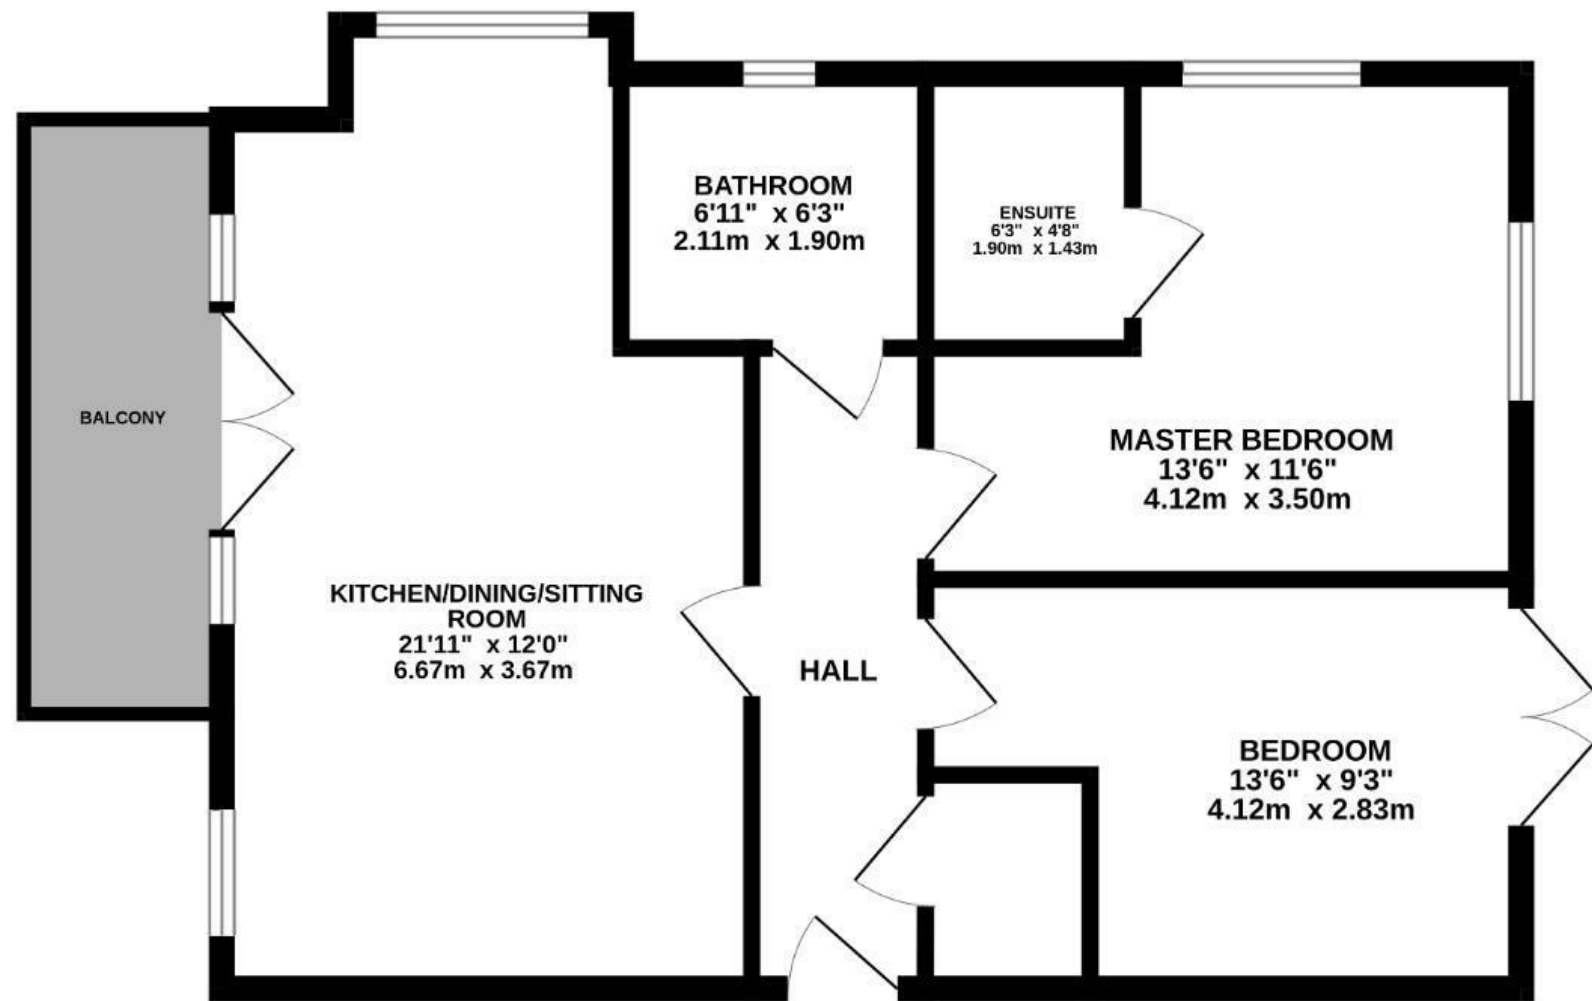 BATHROOM
6'11" x 6'3"
2.11m x 1.90m
ENSUITE
6'3" x 4'8"
1.90m x 1.43m
BALCONY
MASTER BEDROOM
13'6" x 11'6"
4.12m x 3.50m
KITCHEN/DINING/SITTING
ROOM
21'11" x 12'0"
6.67m x 3.67m
HALL
BEDROOM
13'6" x 9'3"
4.12m x 2.83m